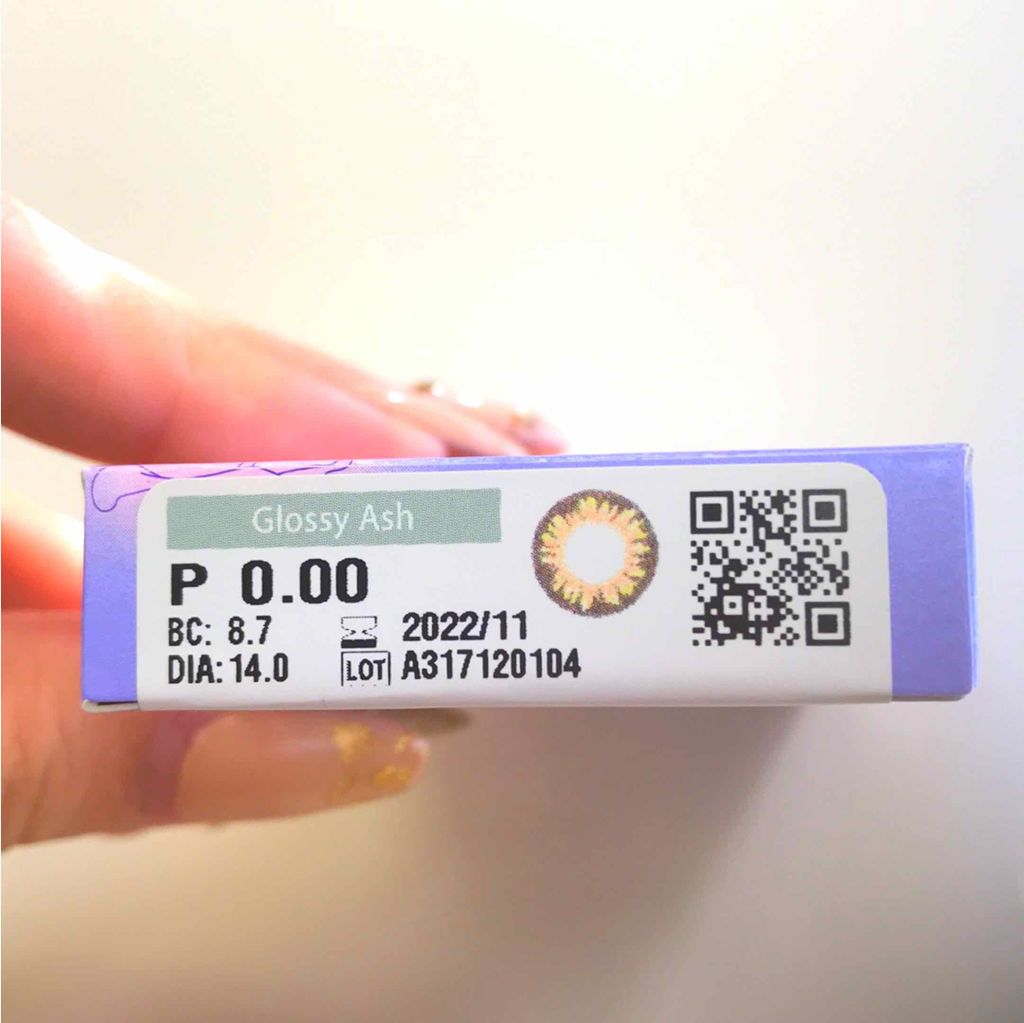 Glossy Ash
P 0.00
BC: 8.7
2022/11
DIA: 14.0
LOT A317120104